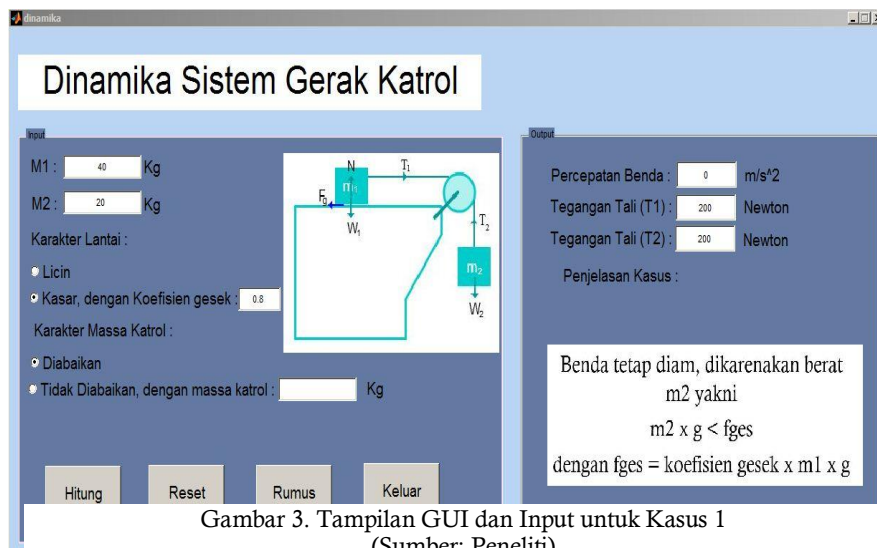 dinamika
Dinamika Sistem Gerak Katrol
Input
M1 : 40 Kg
M2 : 20 Kg
Karakter Lantai :
Licin
Kasar, dengan Koefisien gesek : 0.8
Karakter Massa Katrol :
Diabaikan
Tidak Diabaikan, dengan massa katrol : Kg
N
T1
m1
Fg
W1
T2
m2
W2
Hitung
Reset
Rumus
Keluar
Output
Percepatan Benda : 0 m/s^2
Tegangan Tali (T1) : 200 Newton
Tegangan Tali (T2) : 200 Newton
Penjelasan Kasus :
Benda tetap diam, dikarenakan berat
m2 yakni
m2 x g < fges
dengan fges = koefisien gesek x m1 x g
Gambar 3. Tampilan GUI dan Input untuk Kasus 1
(Sumber: Peneliti)